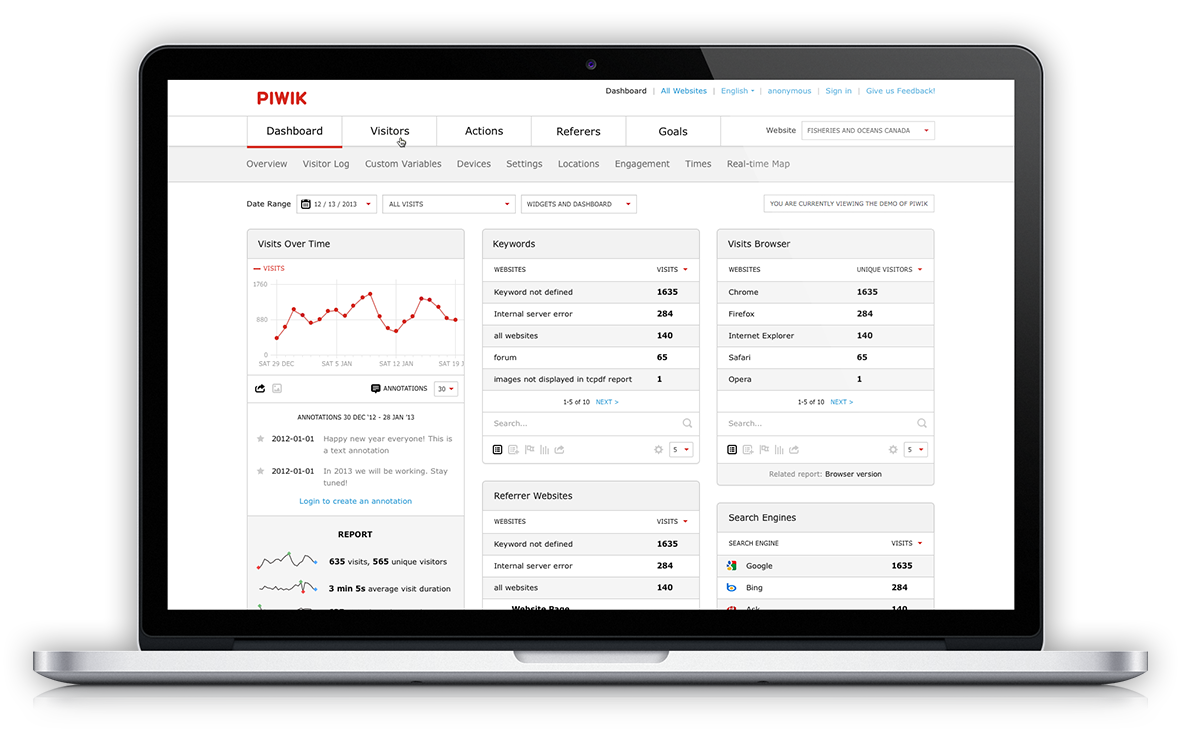 PIWIK
Dashboard | All Websites | English | anonymous | Sign in | Give us Feedback!
Dashboard Visitors Actions Referers Goals Website FISHERIES AND OCEANS CANADA
Overview Visitor Log Custom Variables Devices Settings Locations Engagement Times Real-time Map
Date Range 12 / 13 / 2013 ALL VISITS WIDGETS AND DASHBOARD YOU ARE CURRENTLY VIEWING THE DEMO OF PIWIK
Visits Over Time
VISITS
1760
880
0
SAT 29 DEC SAT 5 JAN SAT 12 JAN SAT 19 J
ANNOTATIONS 30
ANNOTATIONS 30 DEC '12 - 28 JAN '13
2012-01-01 Happy new year everyone! This is
a text annotation
2012-01-01 In 2013 we will be working. Stay
tuned!
Login to create an annotation
REPORT
635 visits, 565 unique visitors
3 min 5s average visit duration
Keywords
WEBSITES VISITS
Keyword not defined 1635
Internal server error 284
all websites 140
forum 65
images not displayed in tcpdf report 1
1-5 of 10 NEXT >
Search...
5
Referrer Websites
WEBSITES VISITS
Keyword not defined 1635
Internal server error 284
all websites 140
Website Page
Visits Browser
WEBSITES UNIQUE VISITORS
Chrome 1635
Firefox 284
Internet Explorer 140
Safari 65
Opera 1
1-5 of 10 NEXT >
Search...
5
Related report: Browser version
Search Engines
SEARCH ENGINE VISITS
Google 1635
Bing 284
Ask 140